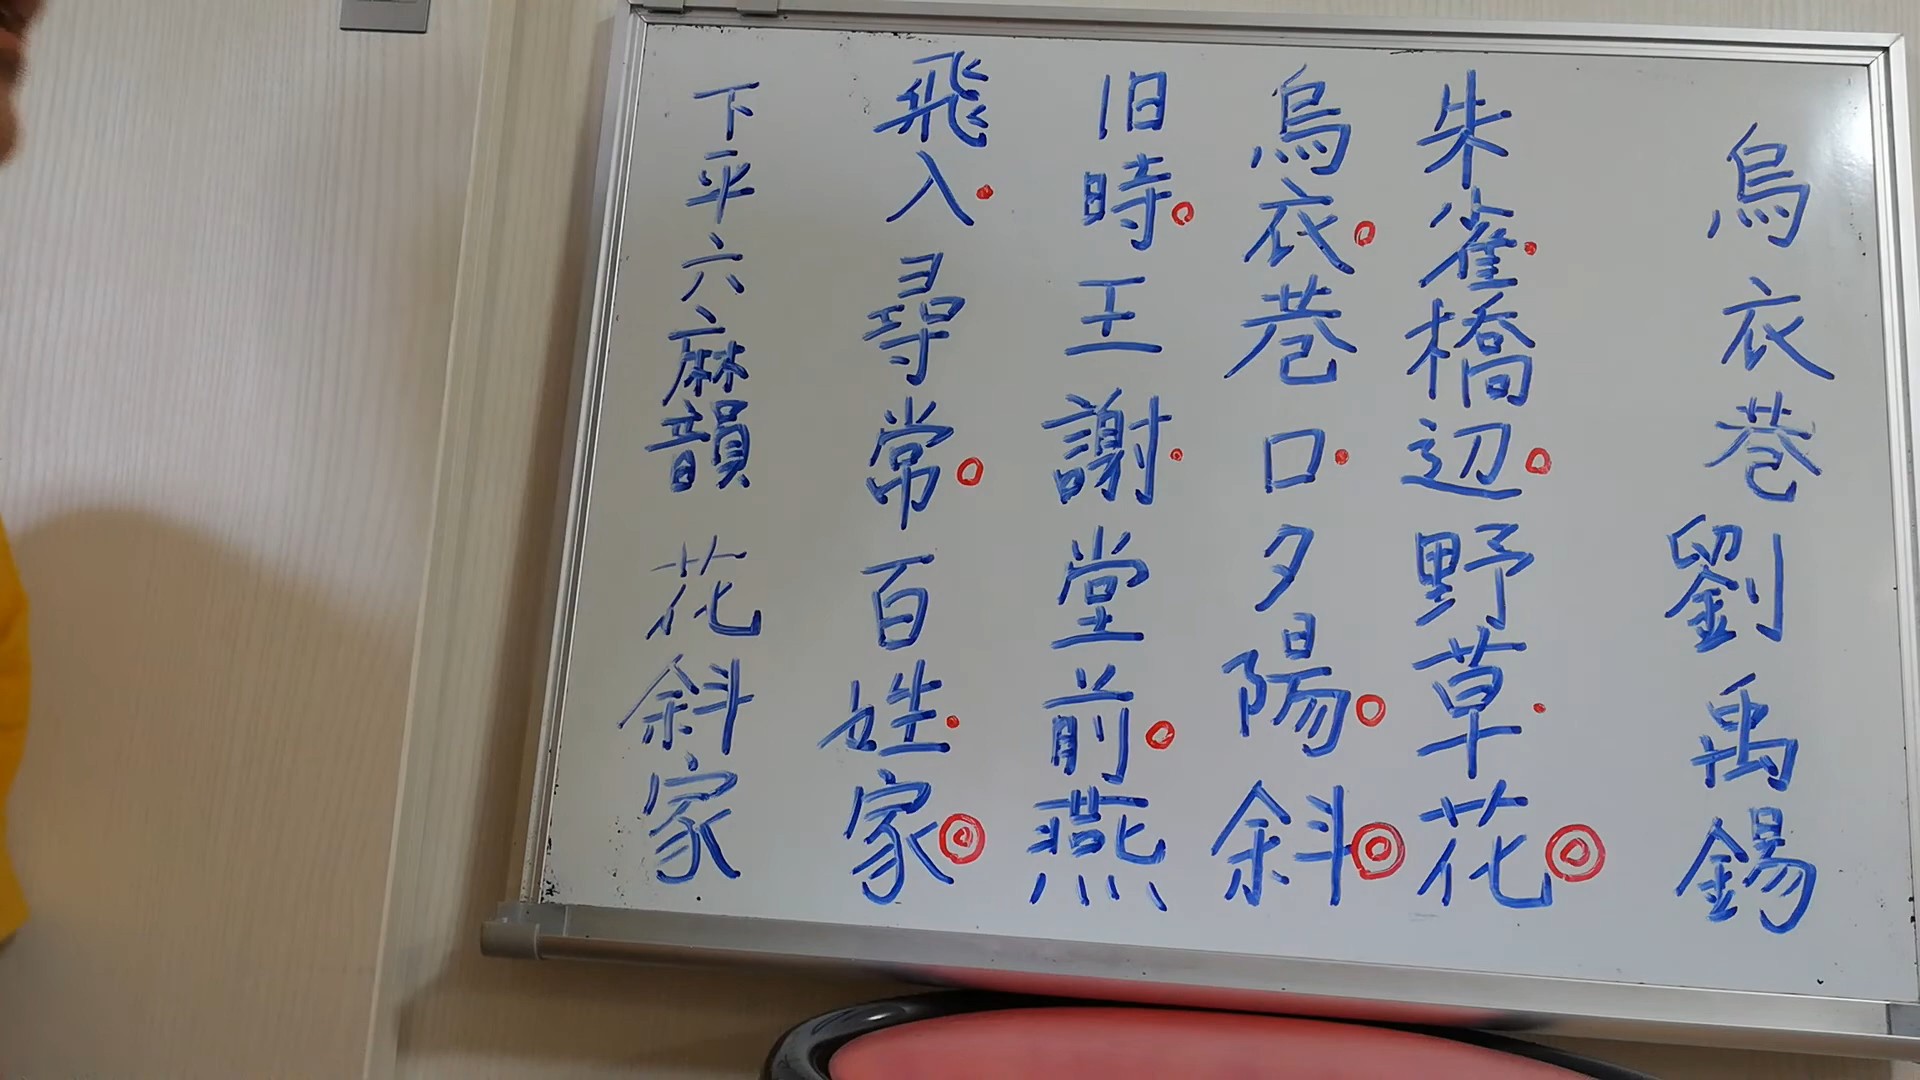 烏衣巷 劉禹錫
朱雀橋辺野草花
烏衣巷口夕陽斜
旧時王謝堂前燕
飛入尋常百姓家
下平六麻韻 花斜家